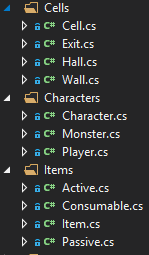 Cells
C# Cell.cs
C# Exit.cs
C# Hall.cs
C# Wall.cs
Characters
C# Character.cs
C# Monster.cs
C# Player.cs
Items
C# Active.cs
C# Consumable.cs
C# Item.cs
C# Passive.cs